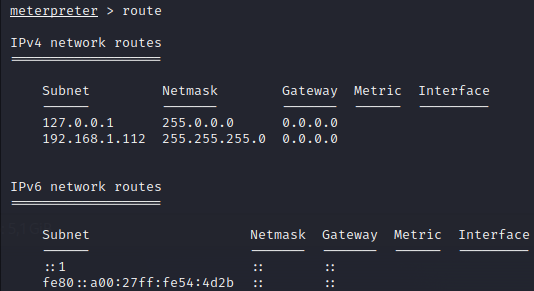 meterpreter > route
IPv4 network routes
Subnet Netmask Gateway Metric Interface
127.0.0.1 255.0.0.0 0.0.0.0
192.168.1.112 255.255.255.0 0.0.0.0
IPv6 network routes
Subnet Netmask Gateway Metric Interface
::1 :: ::
fe80::a00:27ff:fe54:4d2b :: ::